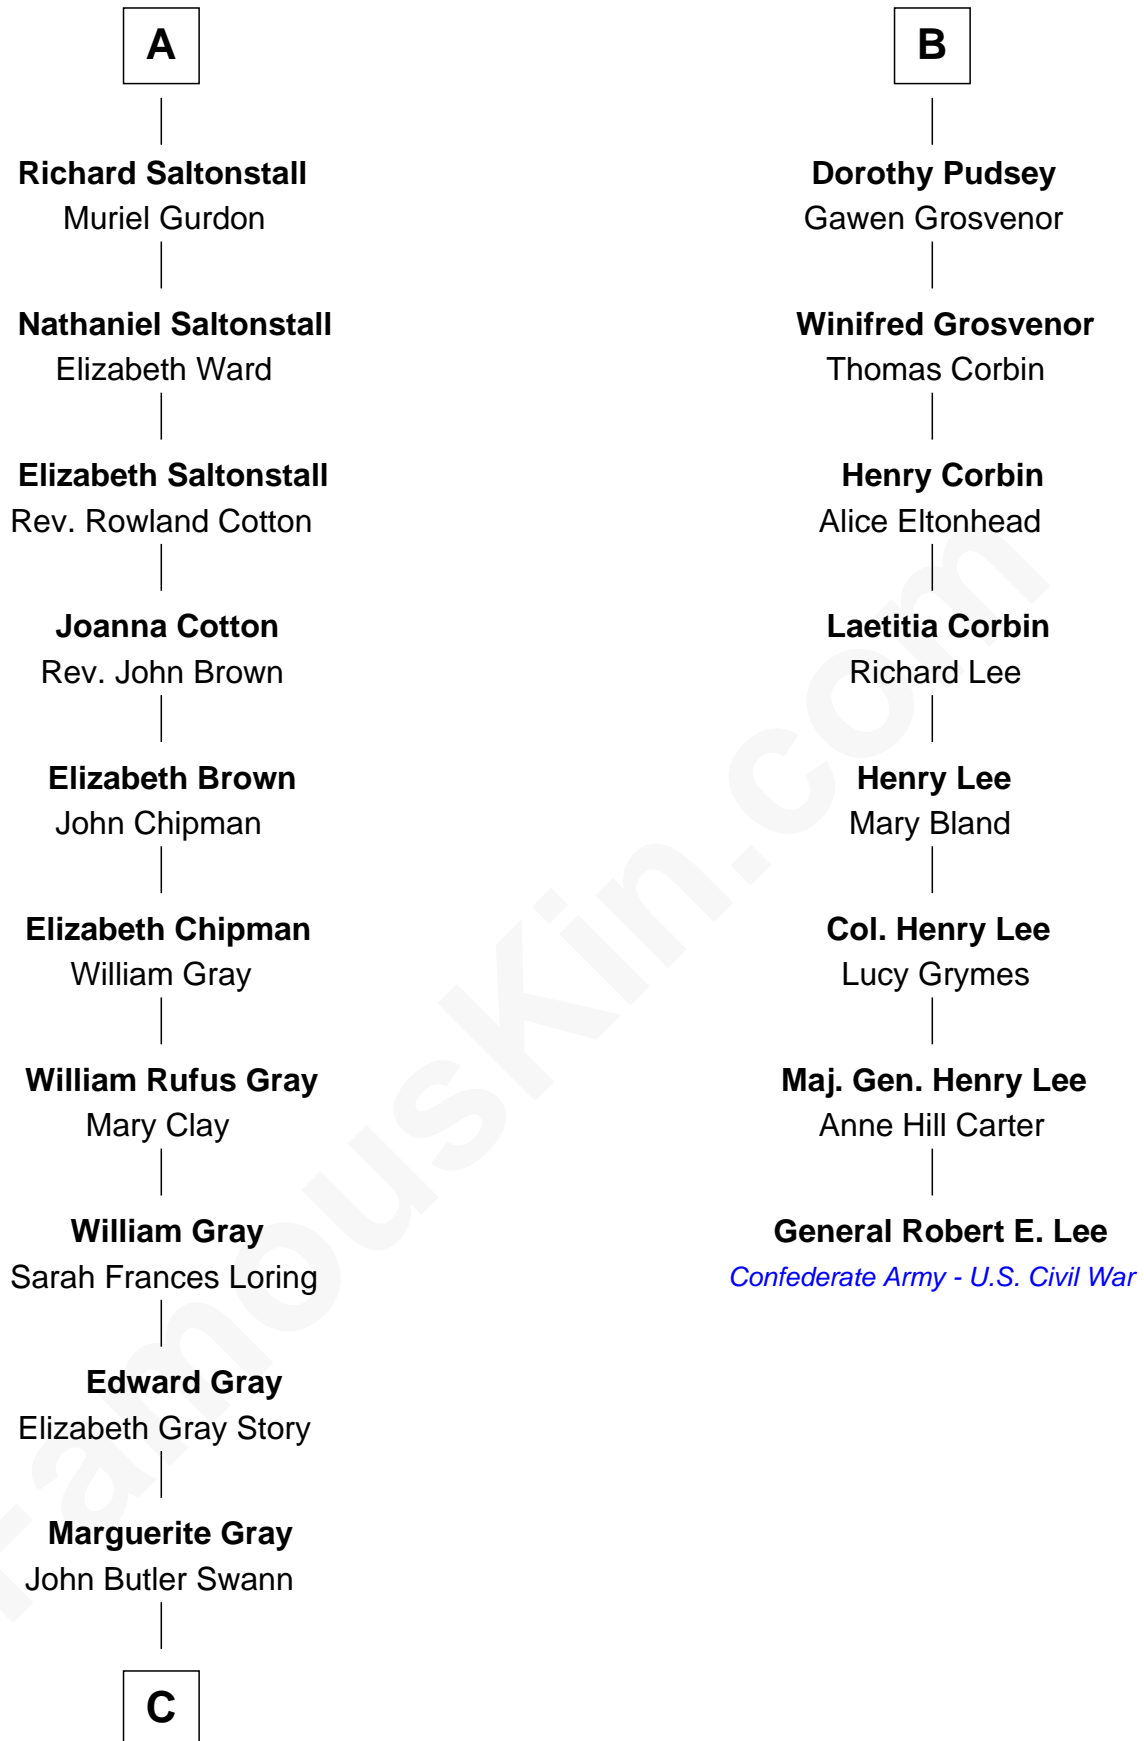 A
Richard Saltonstall
Muriel Gurdon
Nathaniel Saltonstall
Elizabeth Ward
Elizabeth Saltonstall
Rev. Rowland Cotton
Joanna Cotton
Rev. John Brown
Elizabeth Brown
John Chipman
Elizabeth Chipman
William Gray
William Rufus Gray
Mary Clay
William Gray
Sarah Frances Loring
Edward Gray
Elizabeth Gray Story
Marguerite Gray
John Butler Swann
C
B
Dorothy Pudsey
Gawen Grosvenor
Winifred Grosvenor
Thomas Corbin
Henry Corbin
Alice Eltonhead
Laetitia Corbin
Richard Lee
Henry Lee
Mary Bland
Col. Henry Lee
Lucy Grymes
Maj. Gen. Henry Lee
Anne Hill Carter
General Robert E. Lee
Confederate Army - U.S. Civil War
FamousKin.com